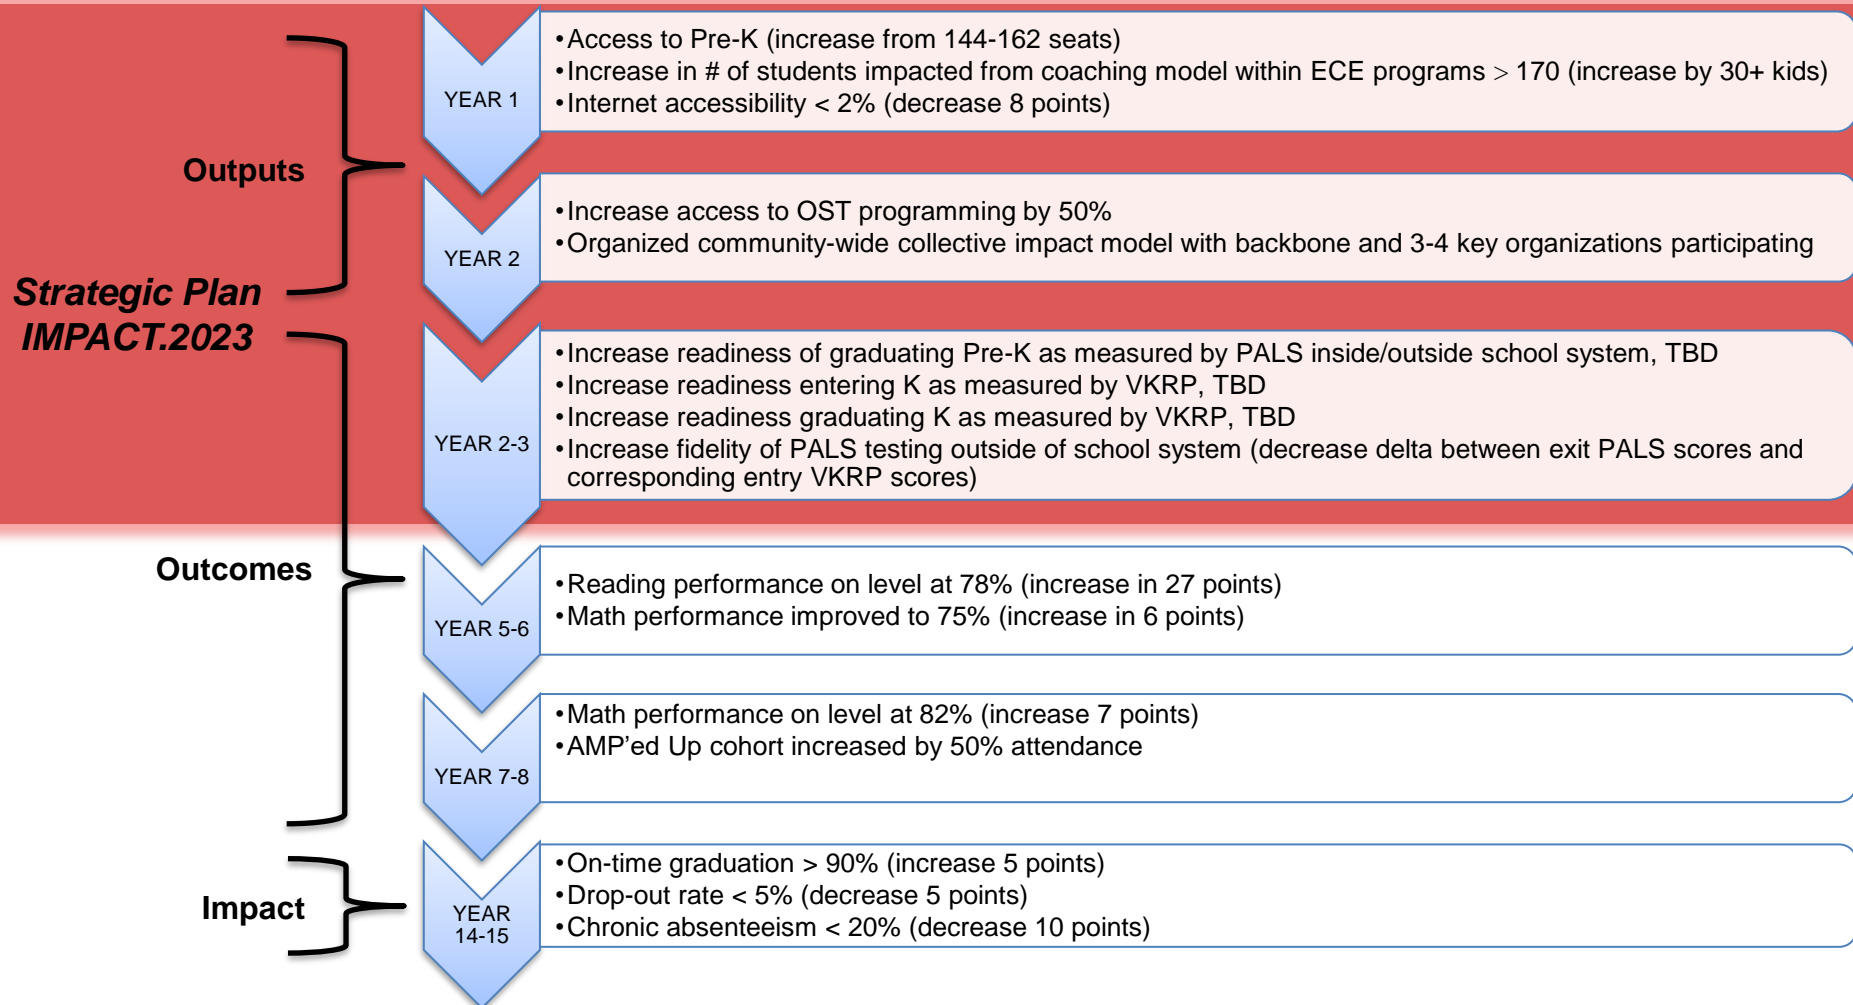 Outputs
Strategic Plan
IMPACT.2023
YEAR 1
•Access to Pre-K (increase from 144-162 seats)
•Increase in # of students impacted from coaching model within ECE programs > 170 (increase by 30+ kids)
•Internet accessibility < 2% (decrease 8 points)
YEAR 2
•Increase access to OST programming by 50%
•Organized community-wide collective impact model with backbone and 3-4 key organizations participating
Outcomes
YEAR 2-3
•Increase readiness of graduating Pre-K as measured by PALS inside/outside school system, TBD
•Increase readiness entering K as measured by VKRP, TBD
•Increase readiness graduating K as measured by VKRP, TBD
•Increase fidelity of PALS testing outside of school system (decrease delta between exit PALS scores and
corresponding entry VKRP scores)
YEAR 5-6
•Reading performance on level at 78% (increase in 27 points)
•Math performance improved to 75% (increase in 6 points)
YEAR 7-8
•Math performance on level at 82% (increase 7 points)
•AMP’ed Up cohort increased by 50% attendance
Impact
YEAR
14-15
•On-time graduation > 90% (increase 5 points)
•Drop-out rate < 5% (decrease 5 points)
•Chronic absenteeism < 20% (decrease 10 points)